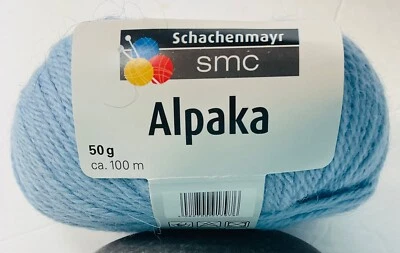 Schachenmayr
smc
Alpaka
50 g
ca. 100 m